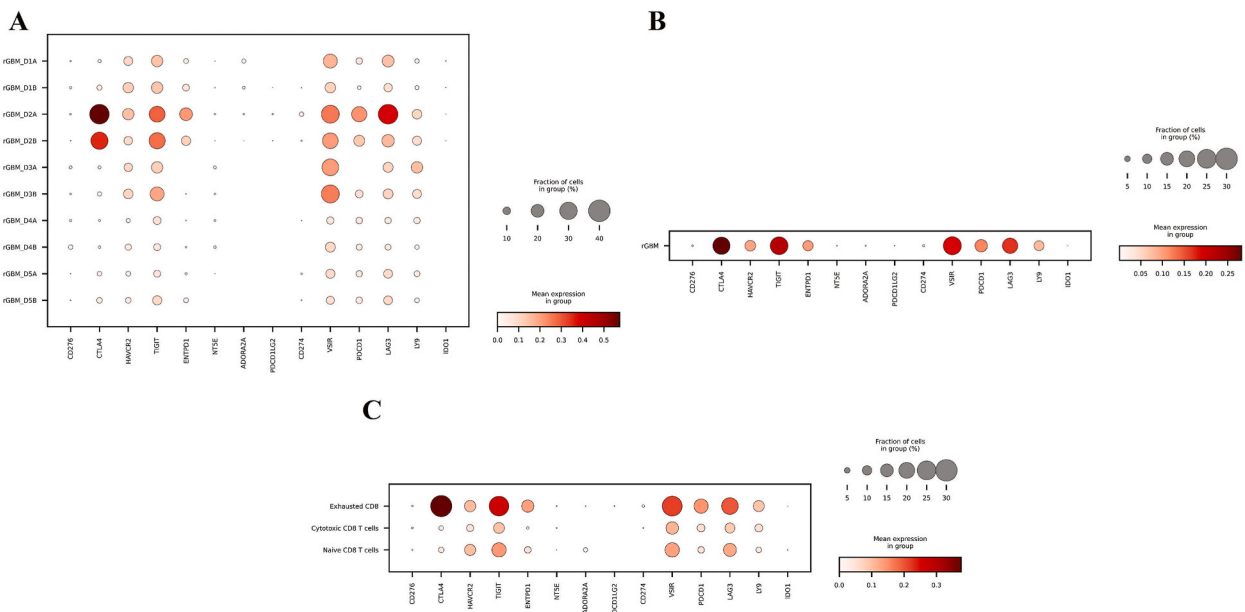 A
rGBM_D1A
rGBM_D1B
rGBM_D2A
rGBM_D2B
rGBM_D3A
rGBM_D3B
rGBM_D4A
rGBM_D4B
rGBM_D5A
rGBM_D5B
CD276
CTLA4
HAVCR2
TIGIT
ENTPD1
NT5E
ADORA2A
PDCD1LG2
CD274
VSIR
PDCD1
LAG3
LY9
IDO1
Fraction of cells
in group (%)
10 20 30 40
Mean expression
in group
0.0 0.1 0.2 0.3 0.4 0.5
B
rGBM
CD276
CTLA4
HAVCR2
TIGIT
ENTPD1
NT5E
ADORA2A
PDCD1LG2
CD274
VSIR
PDCD1
LAG3
LY9
IDO1
Fraction of cells
in group (%)
5 10 15 20 25 30
Mean expression
in group
0.05 0.10 0.15 0.20 0.25
C
Exhausted CD8
Cytotoxic CD8 T cells
Naive CD8 T cells
CD276
CTLA4
HAVCR2
TIGIT
ENTPD1
NT5E
ADORA2A
PDCD1LG2
CD274
VSIR
PDCD1
LAG3
LY9
IDO1
Fraction of cells
in group (%)
5 10 15 20 25 30
Mean expression
in group
0.0 0.1 0.2 0.3